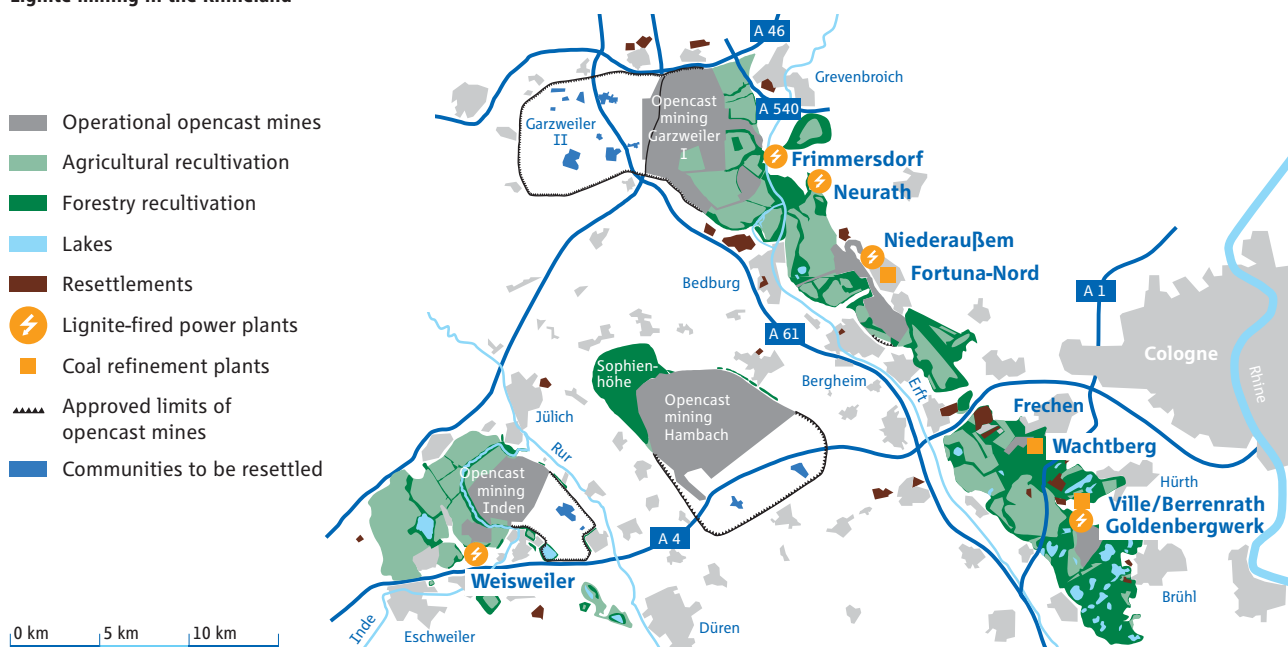 Lignite mining in the Rhineland
Operational opencast mines
Agricultural recultivation
Forestry recultivation
Lakes
Resettlements
Lignite-fired power plants
Coal refinement plants
Approved limits of
opencast mines
Communities to be resettled
0 km
5 km
10 km
A 46
Grevenbroich
A 540
Opencast
mining
Garzweiler
I
Garzweiler
II
Frimmersdorf
Neurath
Niederaußem
Fortuna-Nord
Bedburg
A 1
A 61
Cologne
Rhine
Sophien-
höhe
Bergheim
Erft
Opencast
mining
Hambach
Jülich
Rur
Frechen
Wachtberg
Hürth
Opencast
mining
Inden
Ville/Berrenrath
Goldenbergwerk
A 4
Weisweiler
Brühl
Inde
Eschweiler
Düren